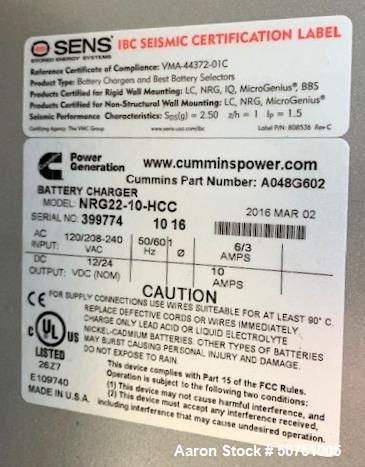 SENS IBC SEISMIC CERTIFICATION LABEL
STORED ENERGY SYSTEMS
Reference Certificate of Compliance: VMA-44372-01C
Product Type: Battery Chargers and Best Battery Selectors
Products Certified for Rigid Wall Mounting: LC, NRG, IQ, MicroGenius®, BBS
Products Certified for Non-Structural Wall Mounting: LC, NRG, MicroGenius®
Seismic Performance Characteristics: SDS(g) = 2.50 z/h = 1 IP = 1.5
Certifying Agency: The VMC Group www.sens-usa.com 303.678.7500 Label P/N: 808536 Rev C
Power Generation www.cumminspower.com
Cummins Part Number: A048G602
BATTERY CHARGER
MODEL: NRG22-10-HCC 2016 MAR 02
SERIAL NO: 399774 10 16
AC INPUT: 120/208-240 VAC 50/60 Hz 1 Ø 6/3 AMPS
DC OUTPUT: 12/24 VDC (NOM) 10 AMPS
CAUTION
FOR SUPPLY CONNECTIONS USE WIRES SUITABLE FOR AT LEAST 90° C.
REPLACE DEFECTIVE CORDS OR WIRES IMMEDIATELY.
CHARGE ONLY LEAD ACID OR LIQUID ELECTROLYTE
NICKEL-CADMIUM BATTERIES. OTHER TYPES OF BATTERIES
MAY BURST CAUSING PERSONAL INJURY AND DAMAGE.
DO NOT EXPOSE TO RAIN.
CE
C UL US
LISTED
26Z7
E109740
MADE IN U.S.A.
This device complies with Part 15 of the FCC Rules.
Operation is subject to the following two conditions:
(1) This device may not cause harmful interference, and
(2) This device must accept any interference received,
including interference that may cause undesired operation.
Aaron Stock # 50761005